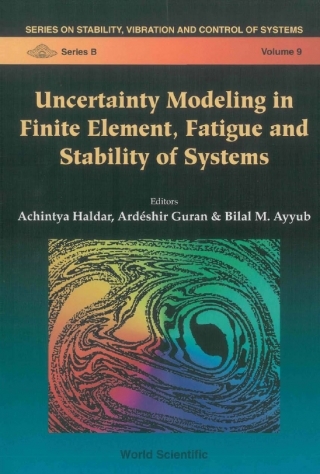 SERIES ON STABILITY, VIBRATION AND CONTROL OF SYSTEMS
Series B
Volume 9
Uncertainty Modeling in
Finite Element, Fatigue and
Stability of Systems
Editors
Achintya Haldar, Ardéshir Guran & Bilal M. Ayyub
World Scientific